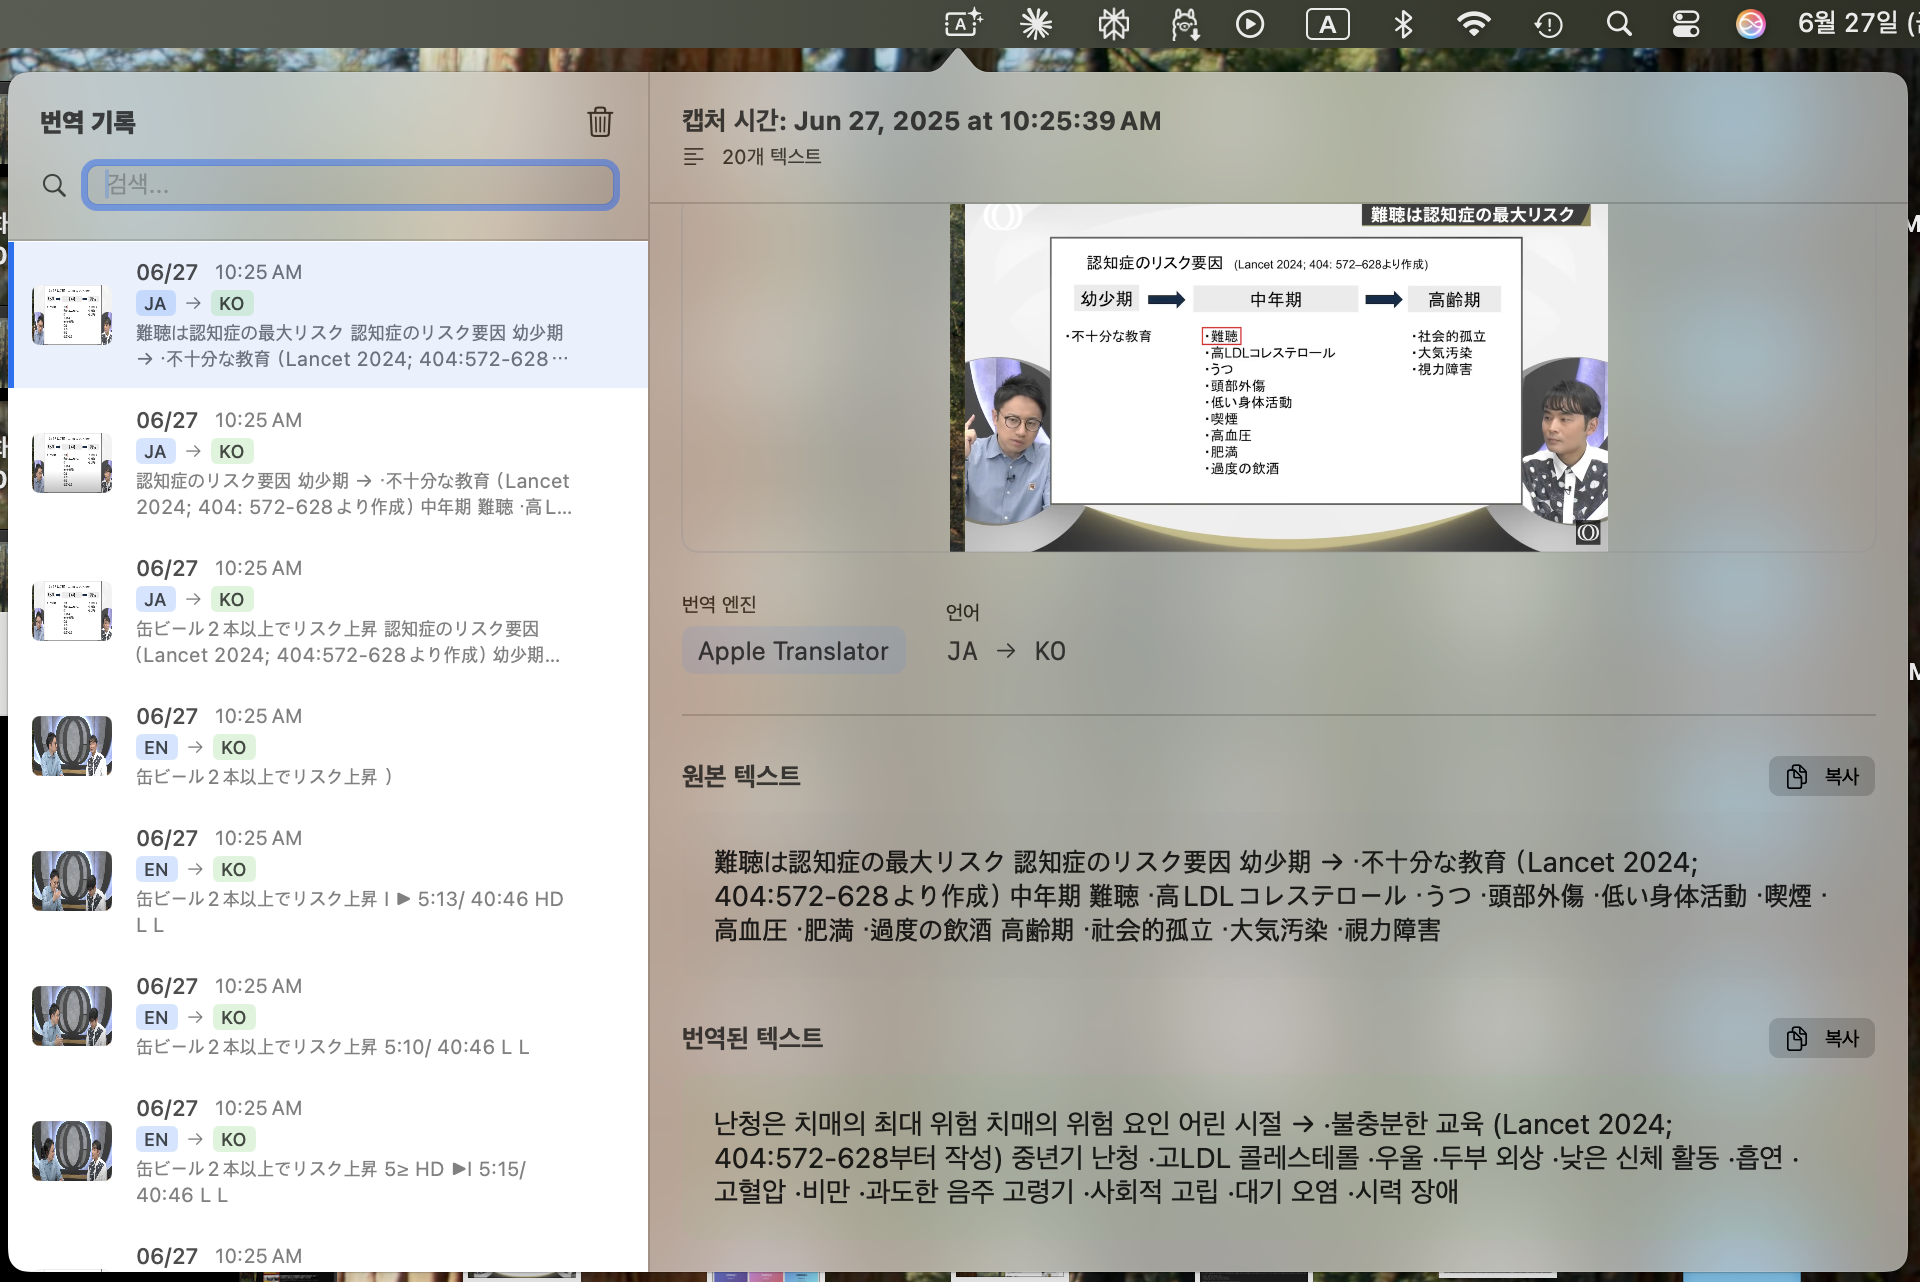 A
A
6월 27일 (
번역 기록
검색...
06/27 10:25 AM
JA → KO
難聴は認知症の最大リスク 認知症のリスク要因 幼少期
→ ·不十分な教育 (Lancet 2024; 404:572-628…
06/27 10:25 AM
JA → KO
認知症のリスク要因 幼少期 → ·不十分な教育 (Lancet
2024; 404: 572-628より作成) 中年期 難聴 ·高L...
06/27 10:25 AM
JA → KO
缶ビール2本以上でリスク上昇 認知症のリスク要因
(Lancet 2024; 404:572-628より作成) 幼少期...
06/27 10:25 AM
EN → KO
缶ビール2本以上でリスク上昇 )
06/27 10:25 AM
EN → KO
缶ビール2本以上でリスク上昇 I ▶ 5:13/ 40:46 HD
L L
06/27 10:25 AM
EN → KO
缶ビール2本以上でリスク上昇 5:10/ 40:46 L L
06/27 10:25 AM
EN → KO
缶ビール2本以上でリスク上昇 5≥ HD ▶I 5:15/
40:46 L L
06/27 10:25 AM
캡처 시간: Jun 27, 2025 at 10:25:39 AM
20개 텍스트
難聴は認知症の最大リスク
認知症のリスク要因 (Lancet 2024; 404: 572–628より作成)
幼少期 中年期 高齢期
・不十分な教育
・難聴
・高LDLコレステロール
・うつ
・頭部外傷
・低い身体活動
・喫煙
・高血圧
・肥満
・過度の飲酒
・社会的孤立
・大気汚染
・視力障害
번역 엔진
Apple Translator
언어
JA → KO
원본 텍스트
복사
難聴は認知症の最大リスク 認知症のリスク要因 幼少期 → ·不十分な教育 (Lancet 2024;
404:572-628より作成) 中年期 難聴 ·高LDLコレステロール ·うつ ·頭部外傷 ·低い身体活動 ·喫煙 ·
高血圧 ·肥満 ·過度の飲酒 高齢期 ·社会的孤立 ·大気汚染 ·視力障害
번역된 텍스트
복사
난청은 치매의 최대 위험 치매의 위험 요인 어린 시절 → ·불충분한 교육 (Lancet 2024;
404:572-628부터 작성) 중년기 난청 ·고LDL 콜레스테롤 ·우울 ·두부 외상 ·낮은 신체 활동 ·흡연 ·
고혈압 ·비만 ·과도한 음주 고령기 ·사회적 고립 ·대기 오염 ·시력 장애